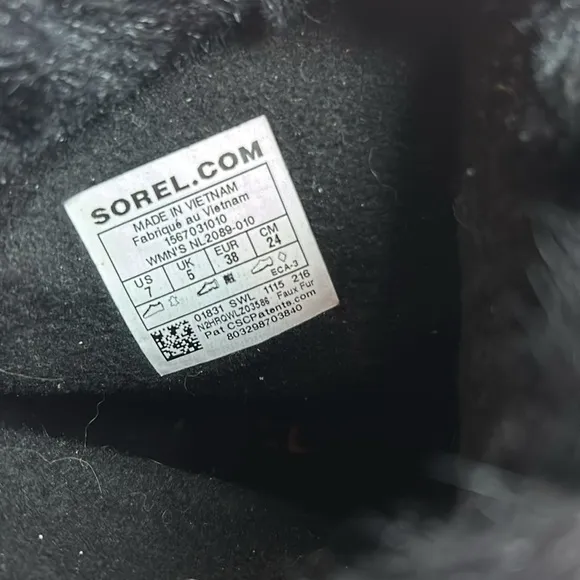 SOREL.COM
MADE IN VIETNAM
Fabriqué au Vietnam
1567031010
WMN'S NL2089-010
US UK EUR CM
7 5 38 24
ECA-3
01831 SWL 1115 216
N2HRQWLZ03586 Faux Fur
Pat CSCPatents.com
803298703840